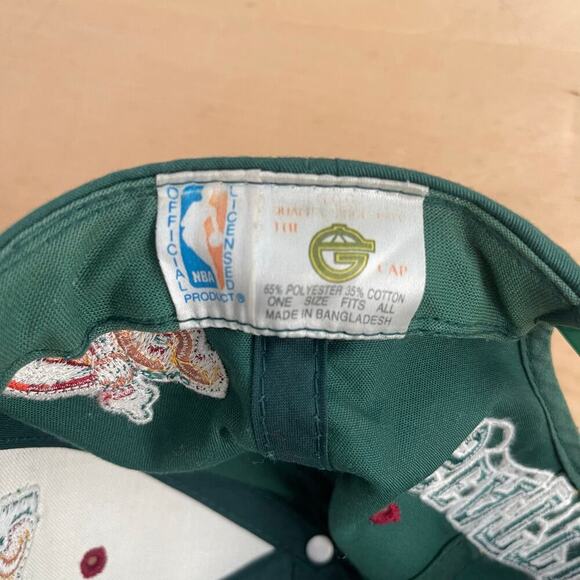 OFFICIAL
LICENSED
NBA
PRODUCT®
THE
G
CAP
65% POLYESTER 35% COTTON
ONE SIZE FITS ALL
MADE IN BANGLADESH